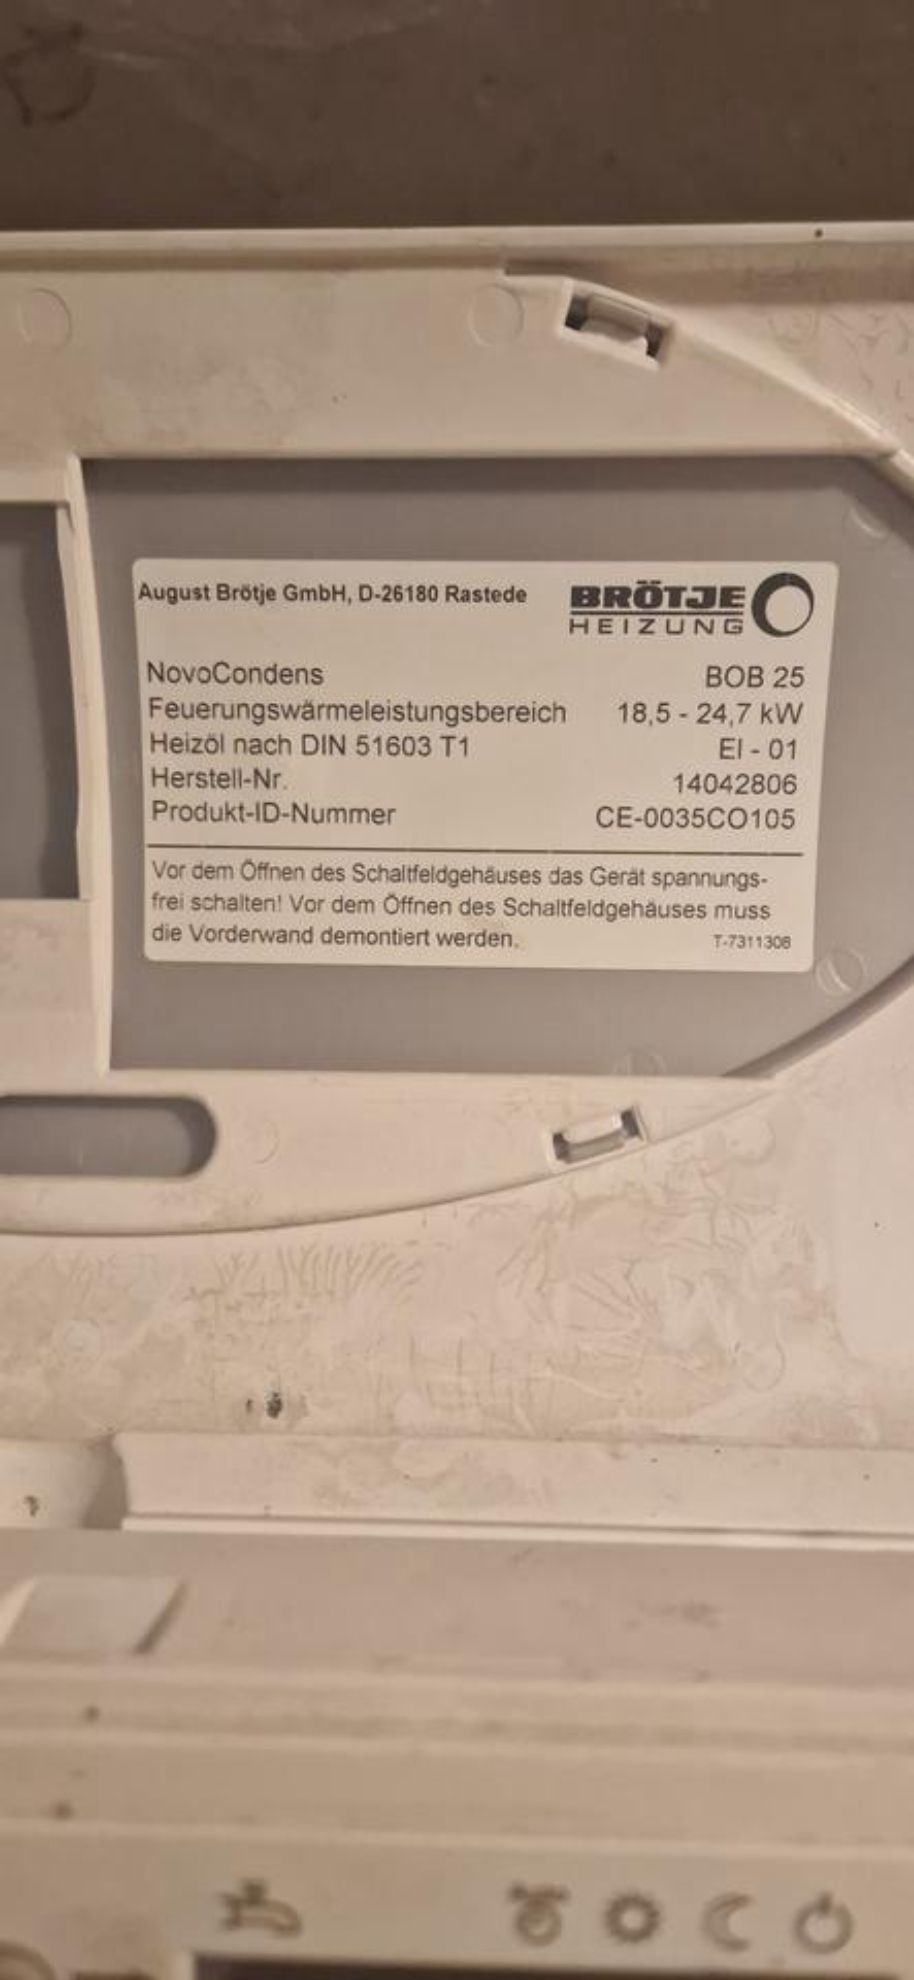 August Brötje GmbH, D-26180 Rastede
BRÖTJE
HEIZUNG
NovoCondens BOB 25
Feuerungswärmeleistungsbereich 18,5 - 24,7 kW
Heizöl nach DIN 51603 T1 El - 01
Herstell-Nr. 14042806
Produkt-ID-Nummer CE-0035CO105
Vor dem Öffnen des Schaltfeldgehäuses das Gerät spannungs-
frei schalten! Vor dem Öffnen des Schaltfeldgehäuses muss
die Vorderwand demontiert werden. T-7311308